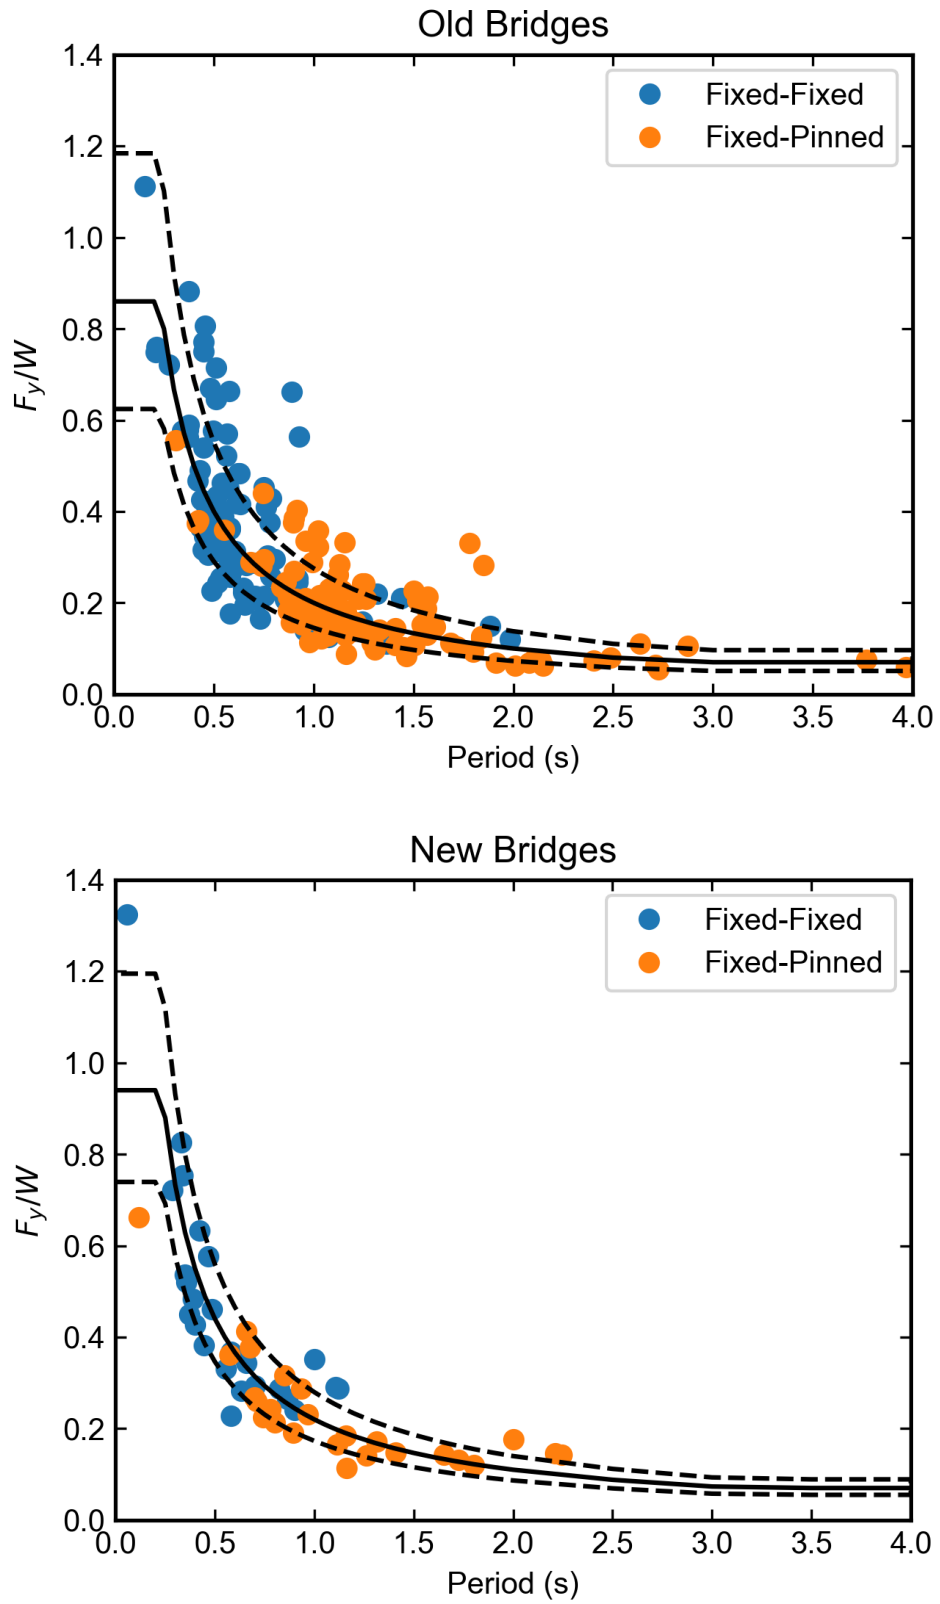 Old Bridges
1.4
1.2
1.0
0.8
0.6
0.4
0.2
0.0
F_y/W
Fixed-Fixed
Fixed-Pinned
0.0 0.5 1.0 1.5 2.0 2.5 3.0 3.5 4.0
Period (s)
New Bridges
1.4
1.2
1.0
0.8
0.6
0.4
0.2
0.0
F_y/W
Fixed-Fixed
Fixed-Pinned
0.0 0.5 1.0 1.5 2.0 2.5 3.0 3.5 4.0
Period (s)